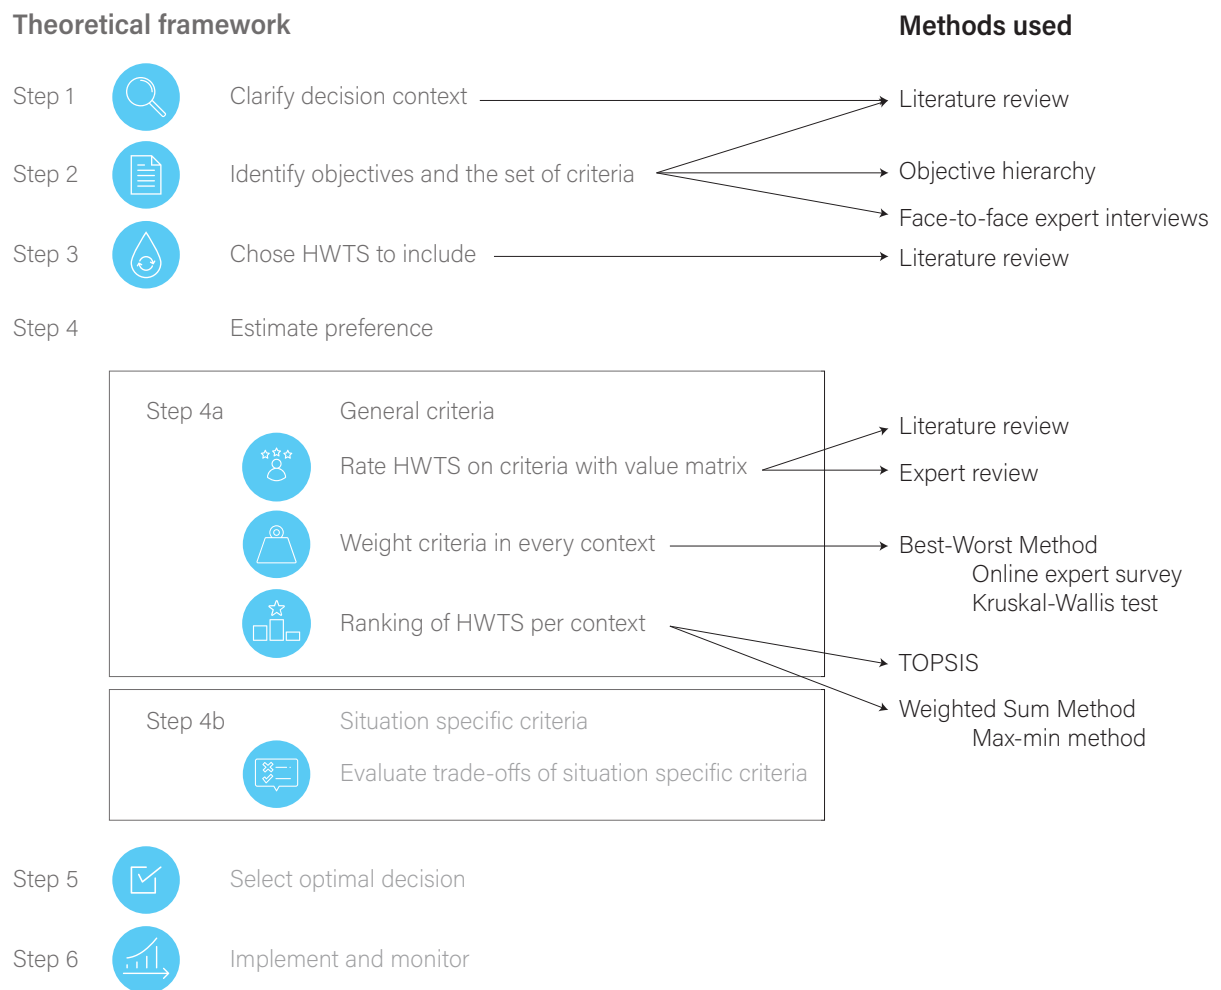 Theoretical framework
Methods used
Step 1
Clarify decision context
Literature review
Step 2
Identify objectives and the set of criteria
Objective hierarchy
Face-to-face expert interviews
Step 3
Chose HWTS to include
Literature review
Step 4
Estimate preference
Step 4a
General criteria
Literature review
Rate HWTS on criteria with value matrix
Expert review
Weight criteria in every context
Best-Worst Method
Online expert survey
Kruskal-Wallis test
Ranking of HWTS per context
TOPSIS
Weighted Sum Method
Max-min method
Step 4b
Situation specific criteria
Evaluate trade-offs of situation specific criteria
Step 5
Select optimal decision
Step 6
Implement and monitor